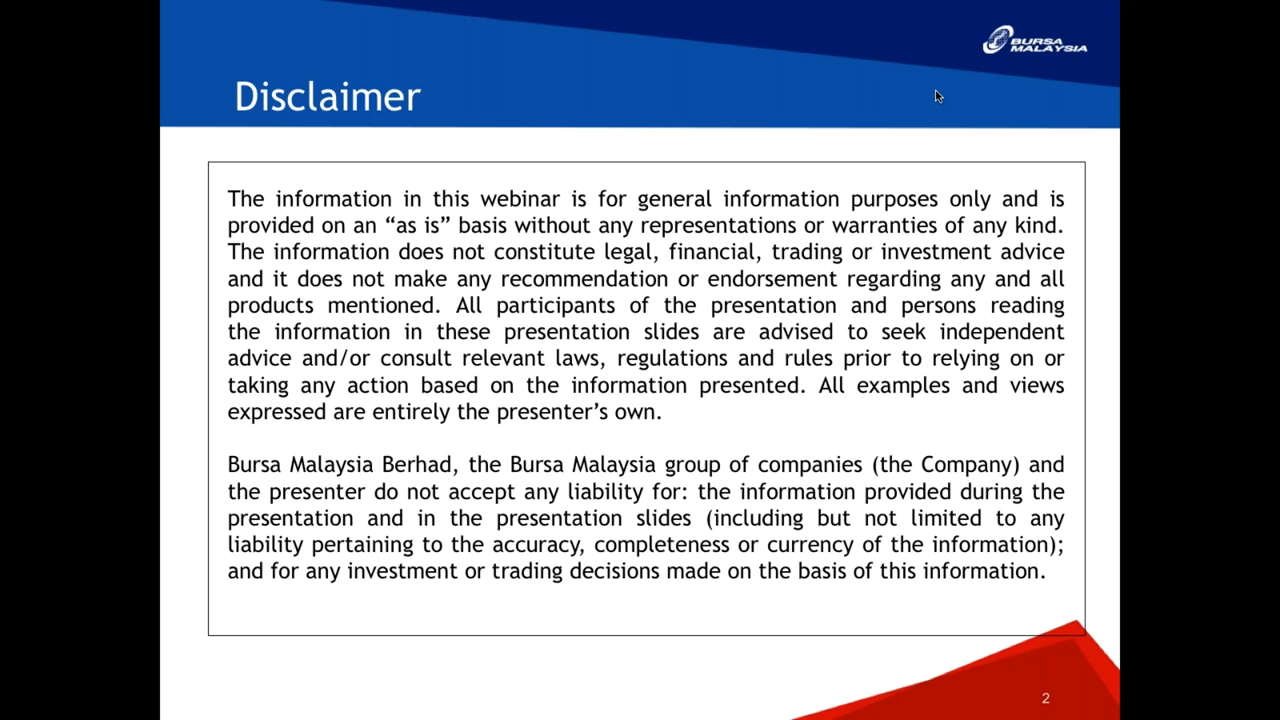 BURSA
MALAYSIA
Disclaimer
The information in this webinar is for general information purposes only and is
provided on an “as is” basis without any representations or warranties of any kind.
The information does not constitute legal, financial, trading or investment advice
and it does not make any recommendation or endorsement regarding any and all
products mentioned. All participants of the presentation and persons reading
the information in these presentation slides are advised to seek independent
advice and/or consult relevant laws, regulations and rules prior to relying on or
taking any action based on the information presented. All examples and views
expressed are entirely the presenter’s own.
Bursa Malaysia Berhad, the Bursa Malaysia group of companies (the Company) and
the presenter do not accept any liability for: the information provided during the
presentation and in the presentation slides (including but not limited to any
liability pertaining to the accuracy, completeness or currency of the information);
and for any investment or trading decisions made on the basis of this information.
2